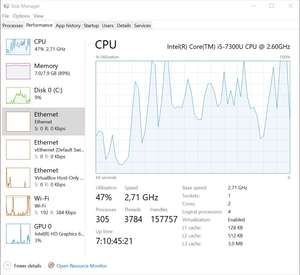 Task Manager
File Options View
Processes Performance App history Startup Users Details Services
CPU
47% 2,71 GHz
Memory
7,0/7,9 GB (89%)
Disk 0 (C:)
9%
Ethernet
Ethernet
S: 0 R: 0 Kbps
Ethernet
vEthernet (Default Swi...
S: 0 R: 0 Kbps
Ethernet
VirtualBox Host-Only ...
S: 0 R: 0 Kbps
Wi-Fi
Wi-Fi
S: 192 R: 384 Kbps
GPU 0
Intel(R) HD Graphics 6...
3%
CPU Intel(R) Core(TM) i5-7300U CPU @ 2.60GHz
% Utilization 100%
60 seconds 0
Utilization Speed
47% 2,71 GHz
Processes Threads Handles
305 3784 157757
Up time
7:10:45:21
Base speed: 2,71 GHz
Sockets: 1
Cores: 2
Logical processors: 4
Virtualization: Enabled
L1 cache: 128 KB
L2 cache: 512 KB
L3 cache: 3,0 MB
Fewer details Open Resource Monitor